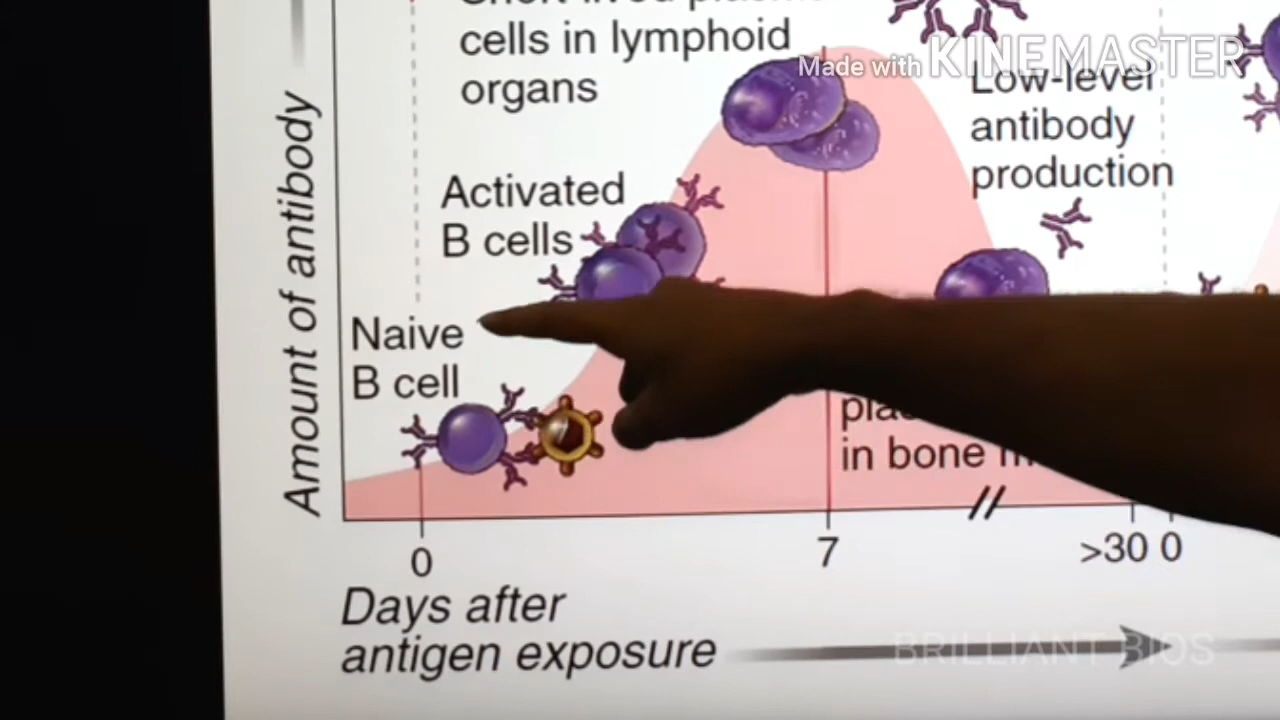 cells in lymphoid
organs
Made with KINEMASTER
Low-level
antibody
production
Activated
B cells
Naive
B cell
Amount of antibody
in bone
0
7
>30 0
Days after
antigen exposure
BRILLIANT BIOS